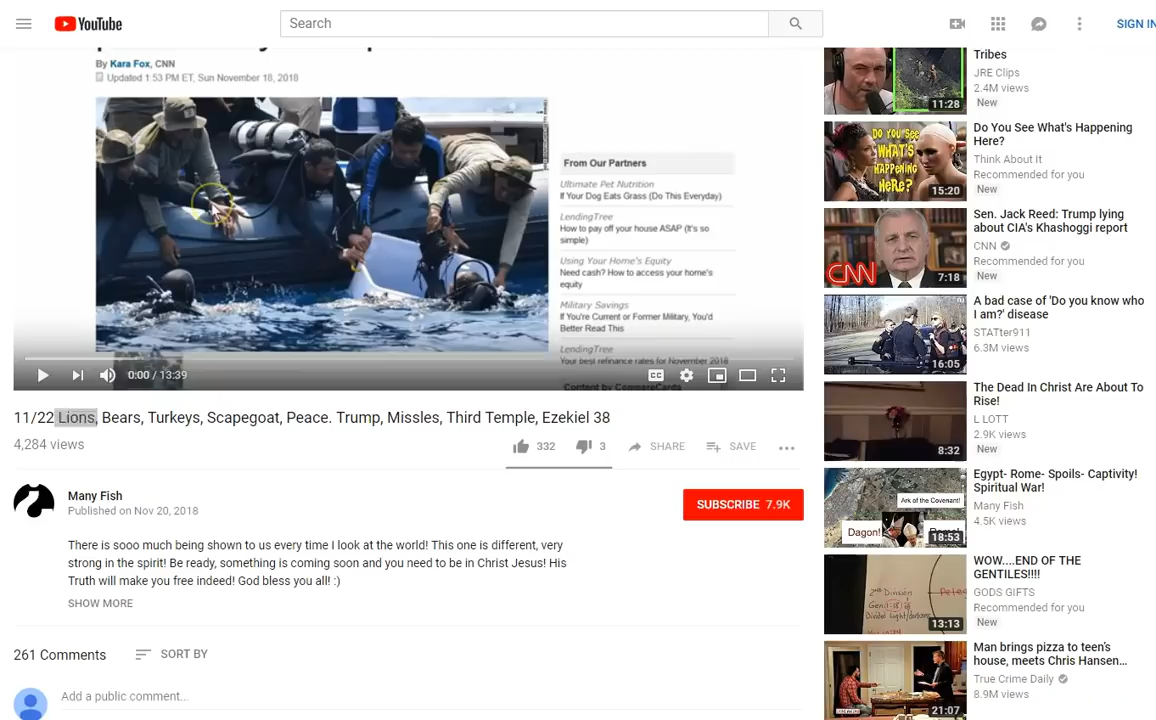 YouTube
Search
SIGN IN
By Kara Fox, CNN
Updated 1:53 PM ET, Sun November 18, 2018
From Our Partners
Ultimate Pet Nutrition
If Your Dog Eats Grass (Do This Everyday)
LendingTree
How to pay off your house ASAP (It's so
simple)
Using Your Home's Equity
Need cash? How to access your home's
equity
Military Savings
If You're Current or Former Military, You'd
Better Read This
LendingTree
Your best refinance rates for November 2018
Content by CompareCards
0:00 / 13:39
CC
11/22 Lions, Bears, Turkeys, Scapegoat, Peace. Trump, Missles, Third Temple, Ezekiel 38
4,284 views
332
3
SHARE
SAVE
Many Fish
Published on Nov 20, 2018
SUBSCRIBE 7.9K
There is sooo much being shown to us every time I look at the world! This one is different, very
strong in the spirit! Be ready, something is coming soon and you need to be in Christ Jesus! His
Truth will make you free indeed! God bless you all! :)
SHOW MORE
261 Comments
SORT BY
Add a public comment...
Tribes
JRE Clips
2.4M views
New
11:28
DO YOU SEE
WHAT'S
HAPPENING
HERE?
15:20
Do You See What's Happening
Here?
Think About It
Recommended for you
New
CNN
7:18
Sen. Jack Reed: Trump lying
about CIA's Khashoggi report
CNN
Recommended for you
New
16:05
A bad case of 'Do you know who
I am?' disease
STATter911
6.3M views
8:32
The Dead In Christ Are About To
Rise!
L LOTT
2.9K views
New
Ark of the Covenant!
Dagon!
18:53
Egypt- Rome- Spoils- Captivity!
Spiritual War!
Many Fish
4.5K views
2nd Division
Divided Light/darkness
13:13
WOW....END OF THE
GENTILES!!!!
GODS GIFTS
Recommended for you
New
21:07
Man brings pizza to teen's
house, meets Chris Hansen...
True Crime Daily
8.9M views